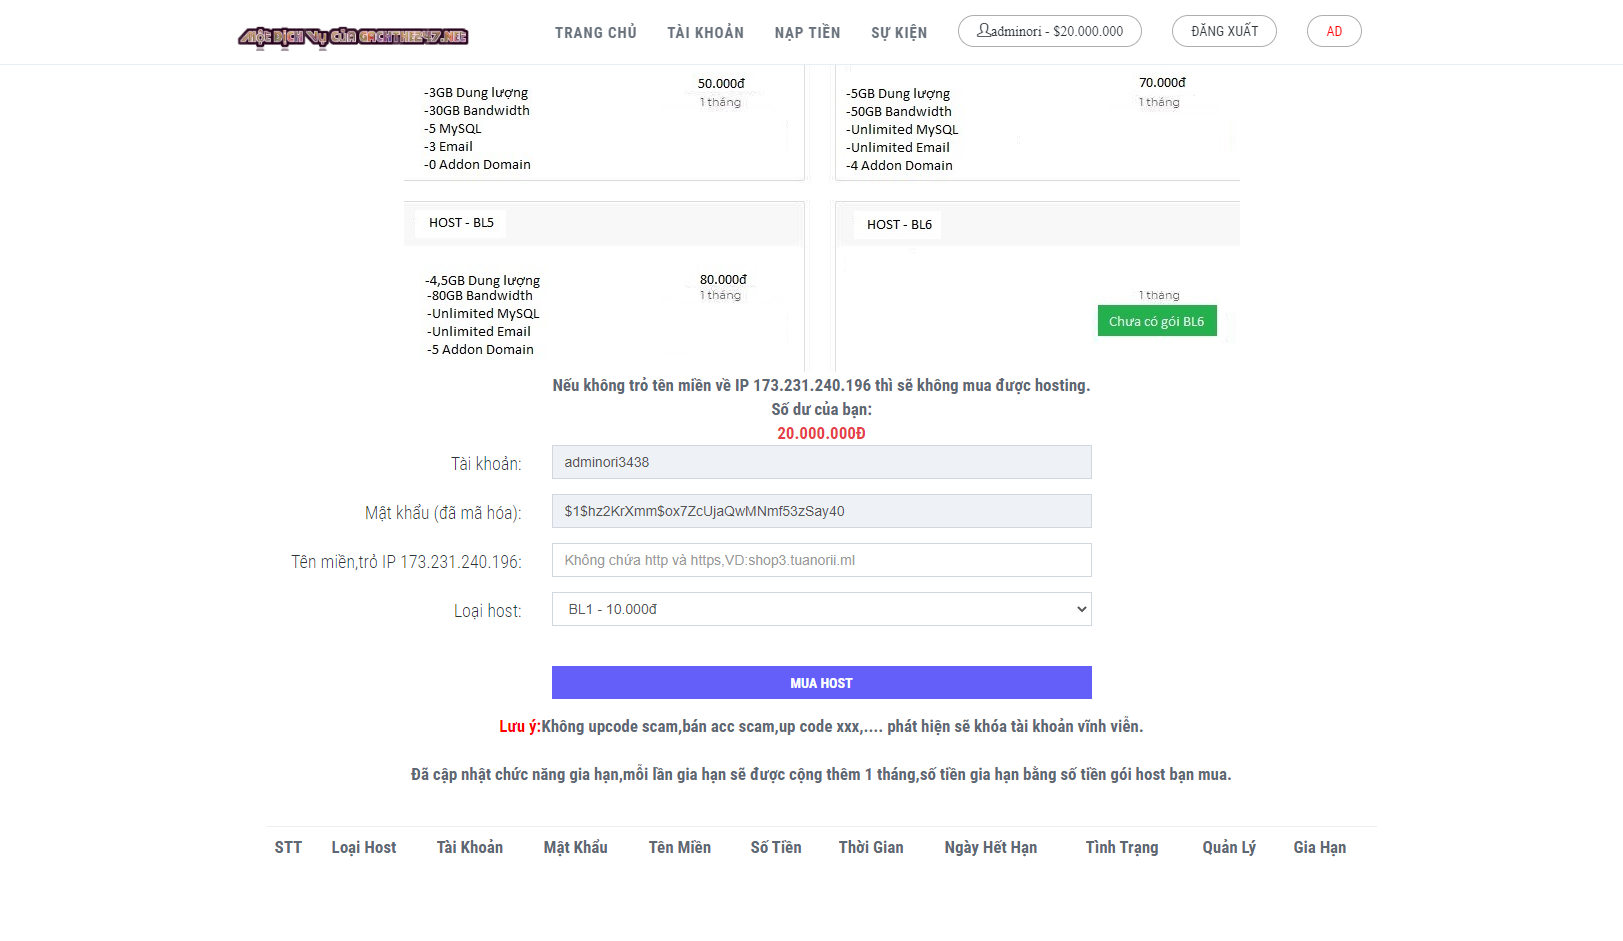 MỘC DỊCH VỤ CỦA GACHTHE247.NET
TRANG CHỦ
TÀI KHOẢN
NẠP TIỀN
SỰ KIỆN
adminori - $20.000.000
ĐĂNG XUẤT
AD
-3GB Dung lượng
-30GB Bandwidth
-5 MySQL
-3 Email
-0 Addon Domain
50.000đ
1 tháng
-5GB Dung lượng
-50GB Bandwidth
-Unlimited MySQL
-Unlimited Email
-4 Addon Domain
70.000đ
1 tháng
HOST - BL5
-4,5GB Dung lượng
-80GB Bandwidth
-Unlimited MySQL
-Unlimited Email
-5 Addon Domain
80.000đ
1 tháng
HOST - BL6
1 tháng
Chưa có gói BL6
Nếu không trỏ tên miền về IP 173.231.240.196 thì sẽ không mua được hosting.
Số dư của bạn:
20.000.000Đ
Tài khoản:
adminori3438
Mật khẩu (đã mã hóa):
$1$hz2KrXmm$ox7ZcUjaQwMNmf53zSay40
Tên miền,trỏ IP 173.231.240.196:
Không chứa http và https,VD:shop3.tuanorii.ml
Loại host:
BL1 - 10.000đ
MUA HOST
Lưu ý:Không upcode scam,bán acc scam,up code xxx,.... phát hiện sẽ khóa tài khoản vĩnh viễn.
Đã cập nhật chức năng gia hạn,mỗi lần gia hạn sẽ được cộng thêm 1 tháng,số tiền gia hạn bằng số tiền gói host bạn mua.
STT Loại Host Tài Khoản Mật Khẩu Tên Miền Số Tiền Thời Gian Ngày Hết Hạn Tình Trạng Quản Lý Gia Hạn